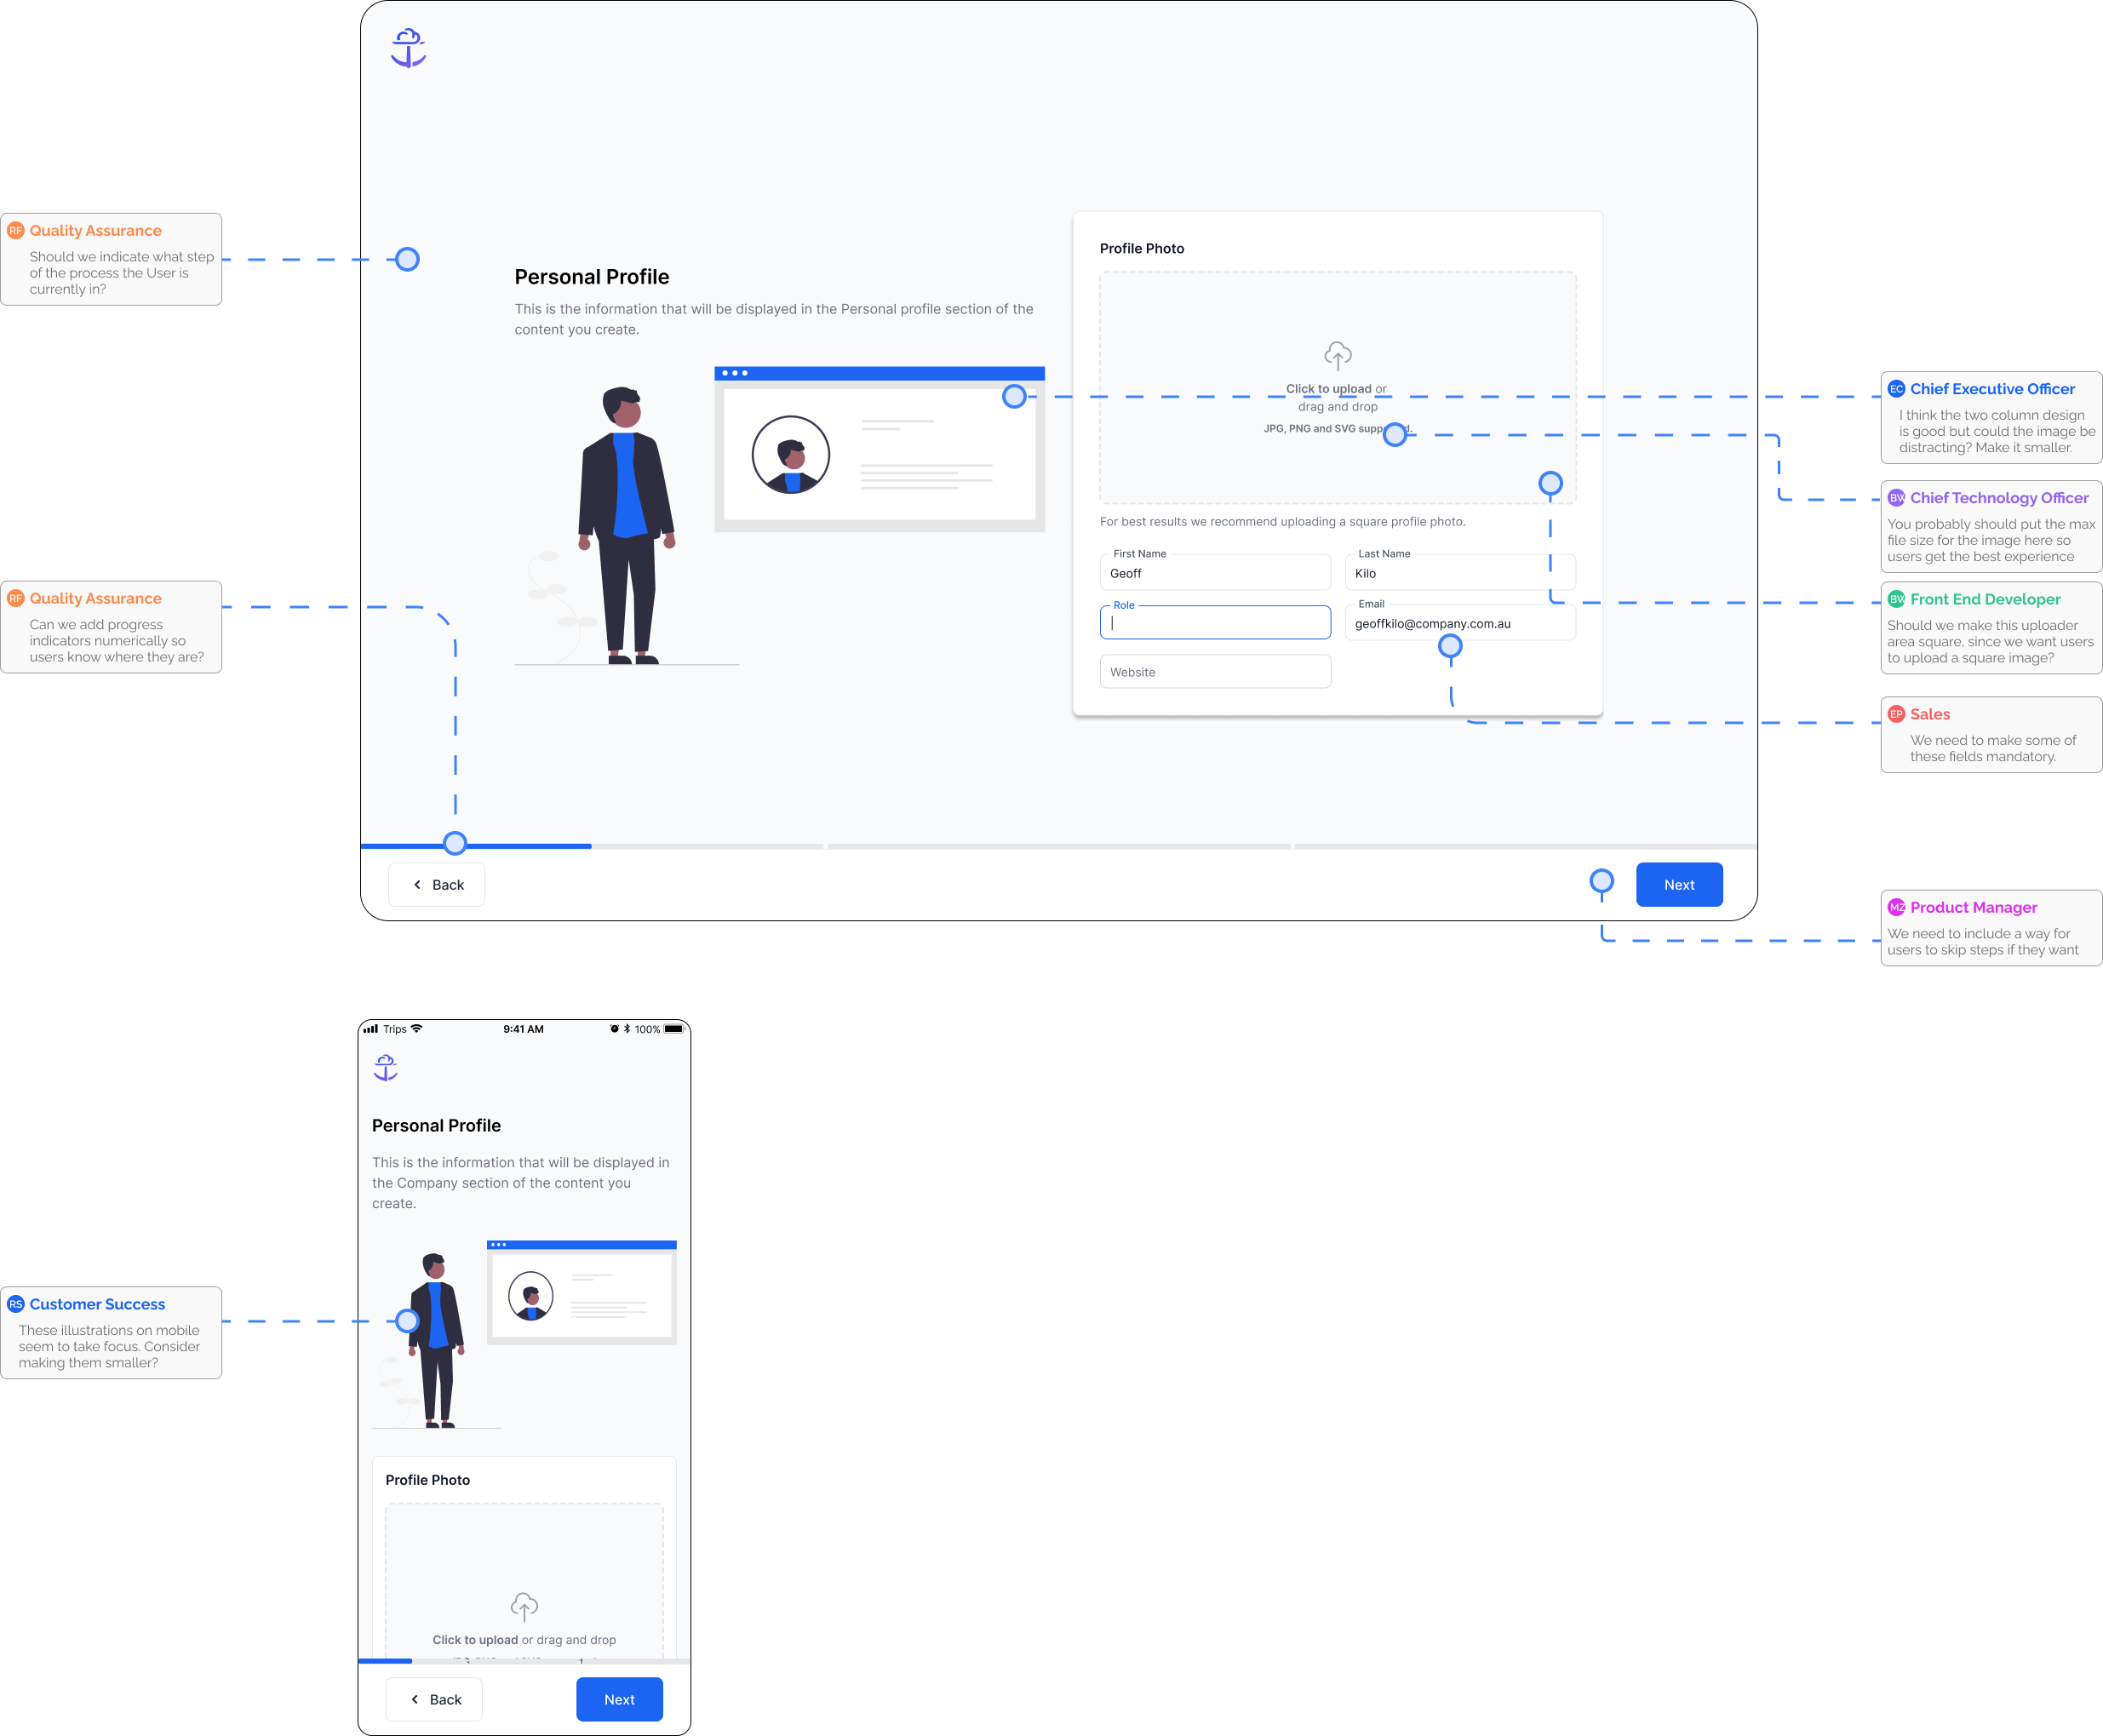 RF Quality Assurance
Should we indicate what step
of the process the User is
currently in?
RF Quality Assurance
Can we add progress
indicators numerically so
users know where they are?
Personal Profile
This is the information that will be displayed in the Personal profile section of the
content you create.
Profile Photo
Click to upload or
drag and drop
JPG, PNG and SVG supp d.
For best results we recommend uploading a square profile photo.
First Name
Geoff
Last Name
Kilo
Role
Email
geoffkilo@company.com.au
Website
Back
Next
EC Chief Executive Officer
I think the two column design
is good but could the image be
distracting? Make it smaller.
BW Chief Technology Officer
You probably should put the max
file size for the image here so
users get the best experience
BW Front End Developer
Should we make this uploader
area square, since we want users
to upload a square image?
EP Sales
We need to make some of
these fields mandatory.
MZ Product Manager
We need to include a way for
users to skip steps if they want
Trips
9:41 AM
100%
Personal Profile
This is the information that will be displayed in
the Company section of the content you
create.
RS Customer Success
These illustrations on mobile
seem to take focus. Consider
making them smaller?
Profile Photo
Click to upload or drag and drop
Back
Next